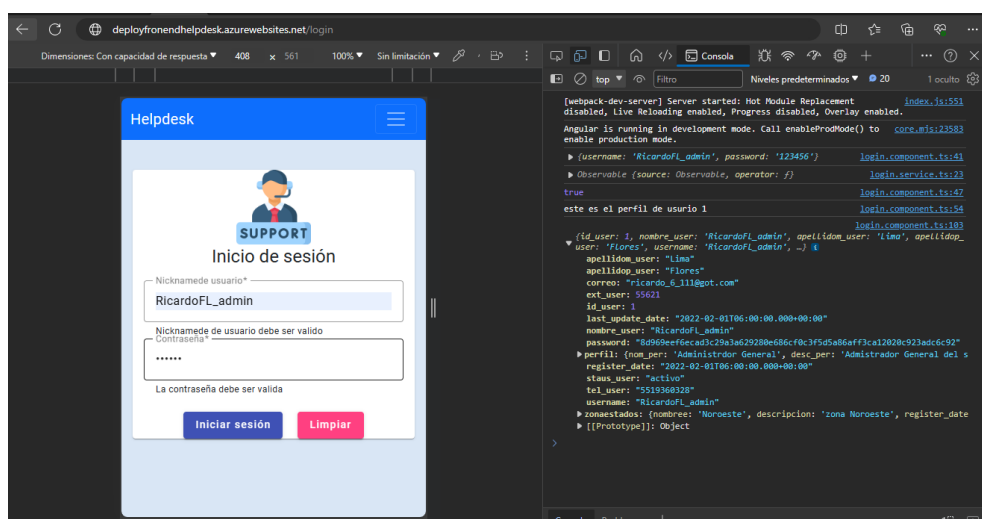 deployfronendhelpdesk.azurewebsites.net/login
Dimensiones: Con capacidad de respuesta ▼ 408 x 561 100% ▼ Sin limitación ▼
Consola
top ▼ Filtro Niveles predeterminados ▼ 20 1 oculto
Helpdesk
SUPPORT
Inicio de sesión
Nicknamede usuario*
RicardoFL_admin
Nicknamede de usuario debe ser valido
Contraseña*
••••••
La contraseña debe ser valida
Iniciar sesión Limpiar
[webpack-dev-server] Server started: Hot Module Replacement index.js:551
disabled, Live Reloading enabled, Progress disabled, Overlay enabled.
Angular is running in development mode. Call enableProdMode() to core.mjs:23583
enable production mode.
▶ {username: 'RicardoFL_admin', password: '123456'} login.component.ts:41
▶ Observable {source: Observable, operator: ƒ} login.service.ts:23
true login.component.ts:47
este es el perfil de usurio 1 login.component.ts:54
login.component.ts:103
{id_user: 1, nombre_user: 'RicardoFL_admin', apellidom_user: 'Lima', apellidop_
▼ user: 'Flores', username: 'RicardoFL_admin', …} i
apellidom_user: "Lima"
apellidop_user: "Flores"
correo: "ricardo_6_111@got.com"
ext_user: 55621
id_user: 1
last_update_date: "2022-02-01T06:00:00.000+00:00"
nombre_user: "RicardoFL_admin"
password: "8d969eef6ecad3c29a3a629280e686cf0c3f5d5a86aff3ca12020c923adc6c92"
▶ perfil: {nom_per: 'Administrdor General', desc_per: 'Admistrador General del s
register_date: "2022-02-01T06:00:00.000+00:00"
staus_user: "activo"
tel_user: "5519360328"
username: "RicardoFL_admin"
▶ zonaestados: {nombree: 'Noroeste', descripcion: 'zona Noroeste', register_date
▶ [[Prototype]]: Object